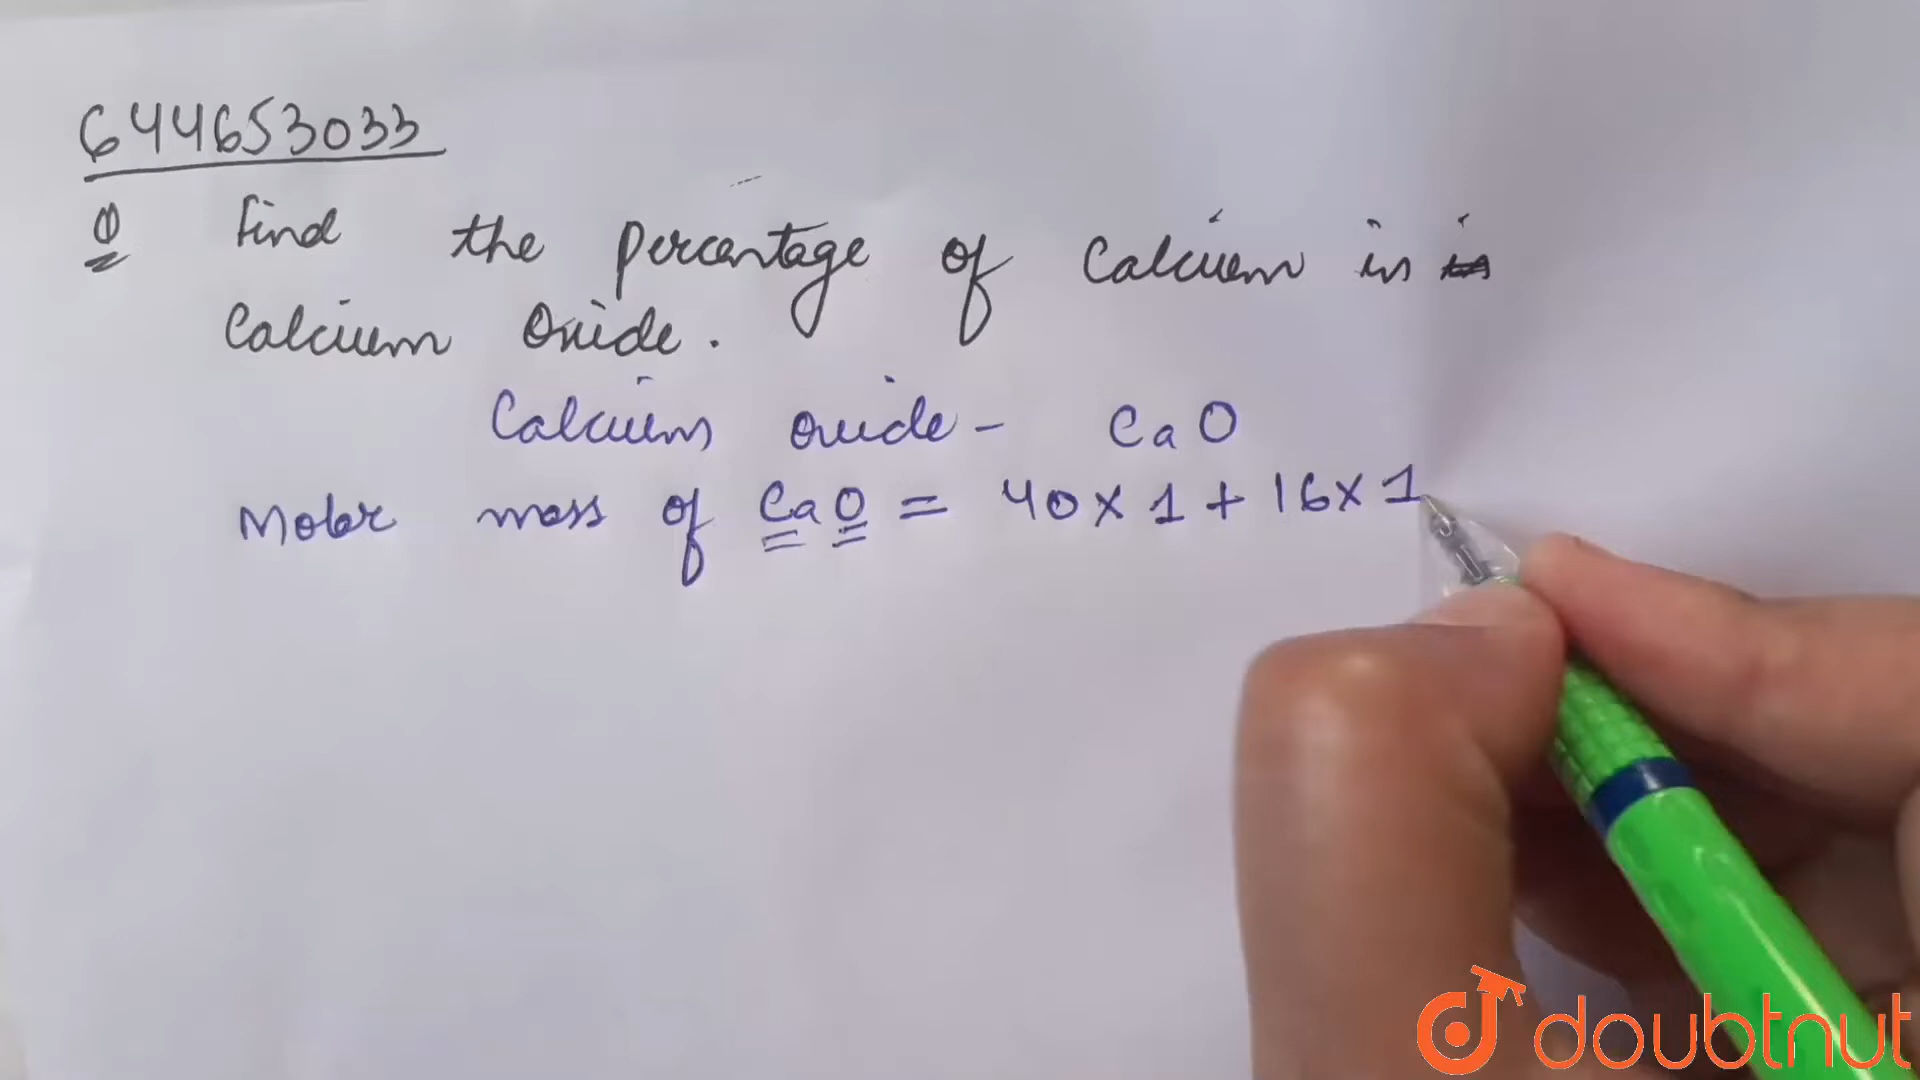 644653033
Q Find the Percentage of Calcium in in
Calcium Oxide.
Calcium oxide - CaO
Molar mass of CaO = 40 × 1 + 16 × 1
doubtnut